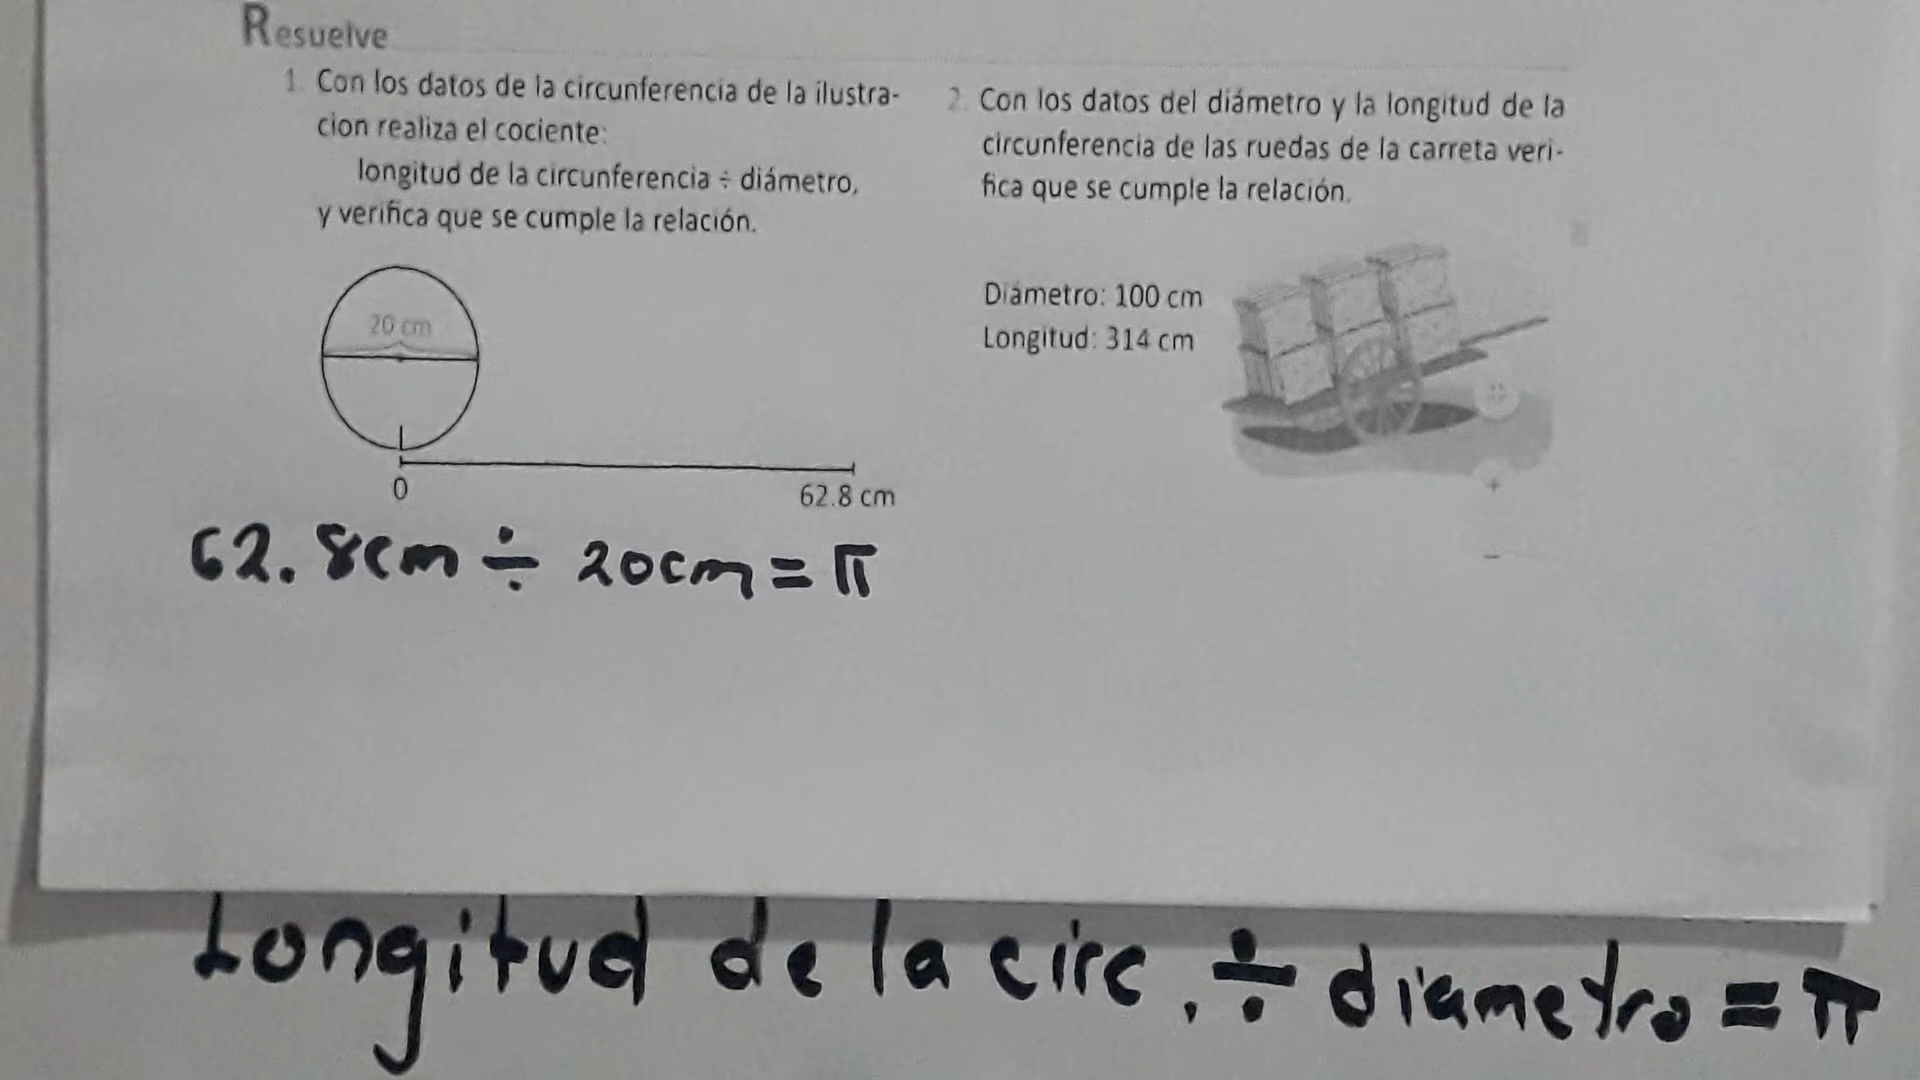 Resuelve
1. Con los datos de la circunferencia de la ilustra-
cion realiza el cociente:
longitud de la circunferencia ÷ diámetro,
y verifica que se cumple la relación.
20 cm
0
62.8 cm
62.8cm ÷ 20cm = π
2. Con los datos del diámetro y la longitud de la
circunferencia de las ruedas de la carreta veri-
fica que se cumple la relación.
Diámetro: 100 cm
Longitud: 314 cm
Longitud de la circ. ÷ diametro = π